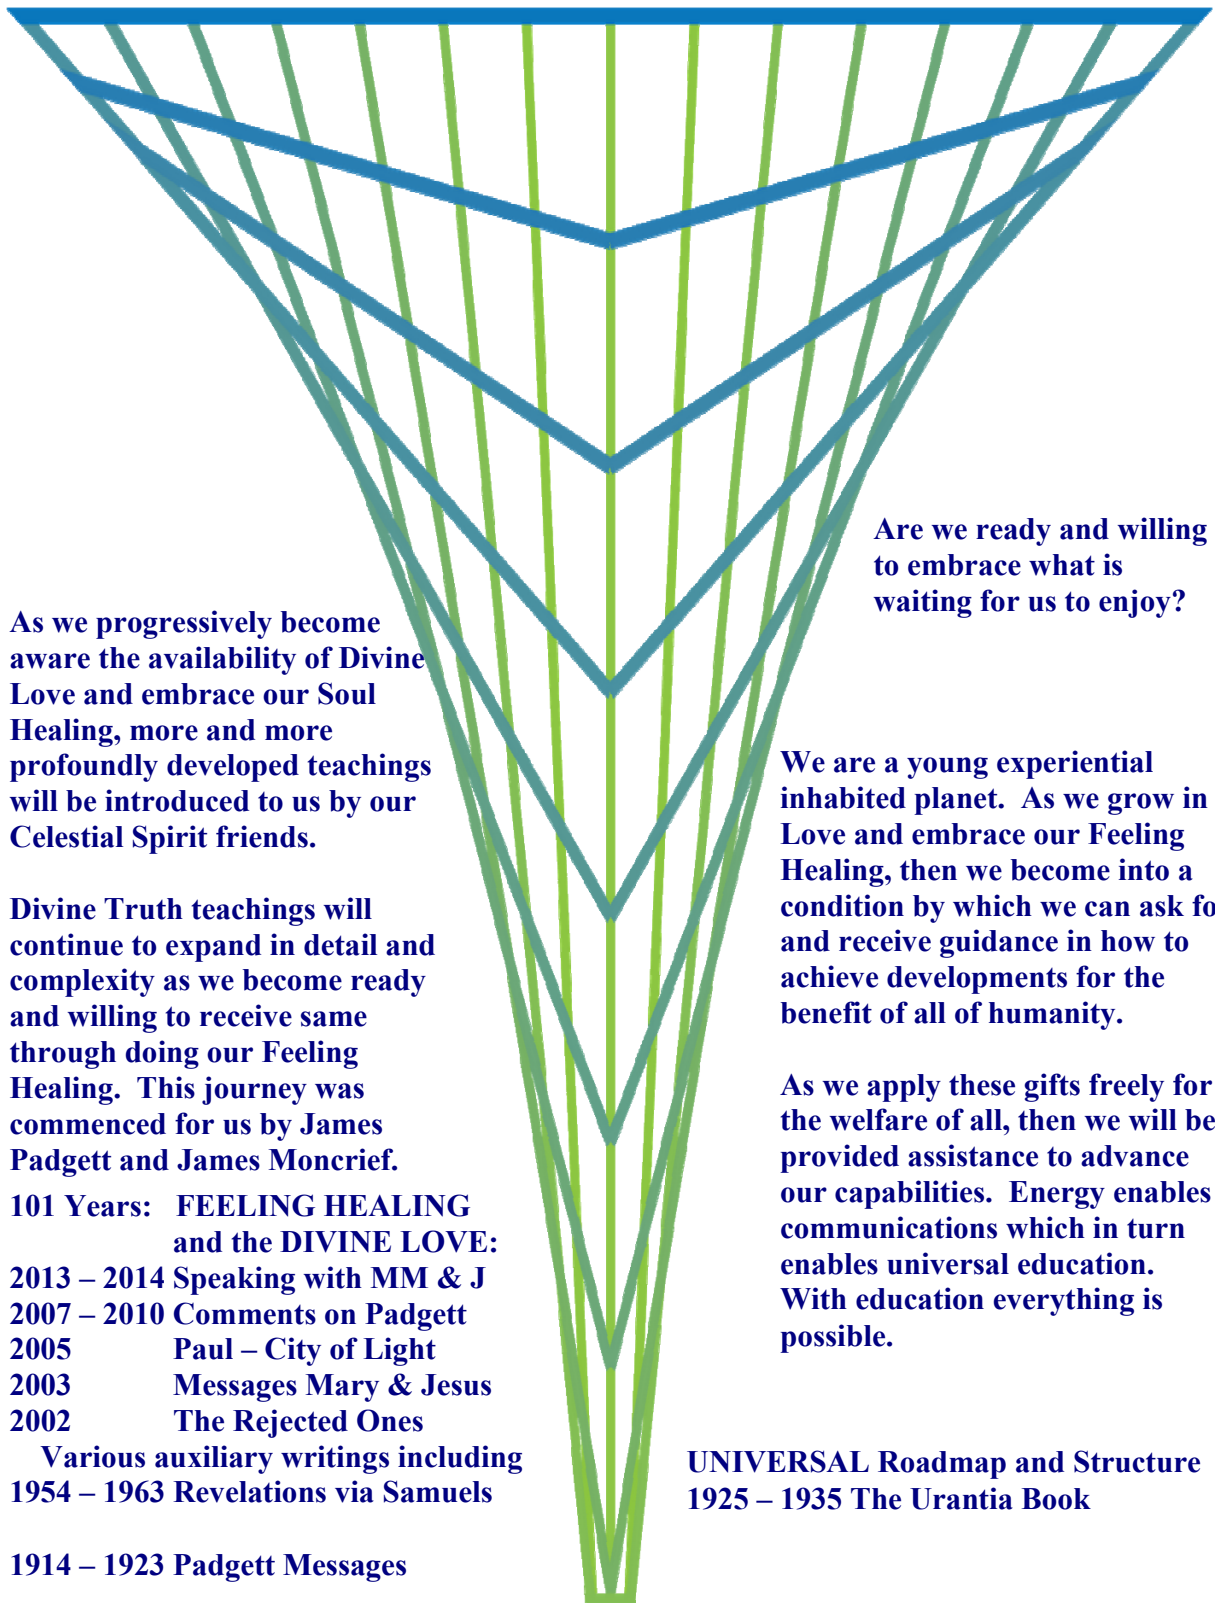 Are we ready and willing
to embrace what is
waiting for us to enjoy?
As we progressively become
aware the availability of Divine
Love and embrace our Soul
Healing, more and more
profoundly developed teachings
will be introduced to us by our
Celestial Spirit friends.
Divine Truth teachings will
continue to expand in detail and
complexity as we become ready
and willing to receive same
through doing our Feeling
Healing.  This journey was
commenced for us by James
Padgett and James Moncrief.
101 Years:   FEELING HEALING
and the DIVINE LOVE:
2013 – 2014 Speaking with MM & J
2007 – 2010 Comments on Padgett
2005 Paul – City of Light
2003 Messages Mary & Jesus
2002 The Rejected Ones
Various auxiliary writings including
1954 – 1963 Revelations via Samuels
1914 – 1923 Padgett Messages
We are a young experiential
inhabited planet.  As we grow in
Love and embrace our Feeling
Healing, then we become into a
condition by which we can ask fo
and receive guidance in how to
achieve developments for the
benefit of all of humanity.
As we apply these gifts freely for
the welfare of all, then we will be
provided assistance to advance
our capabilities.  Energy enables
communications which in turn
enables universal education.
With education everything is
possible.
UNIVERSAL Roadmap and Structure
1925 – 1935 The Urantia Book